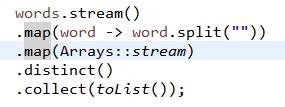 words.stream()
.map(word -> word.split(""))
.map(Arrays::stream)
.distinct()
.collect(toList());